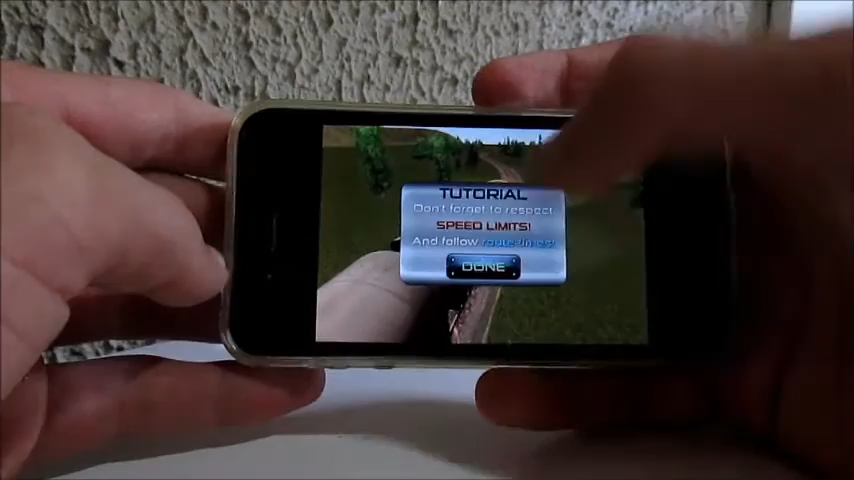 TUTORIAL
Don't forget to respect
SPEED LIMITS!
And follow route lines!
DONE